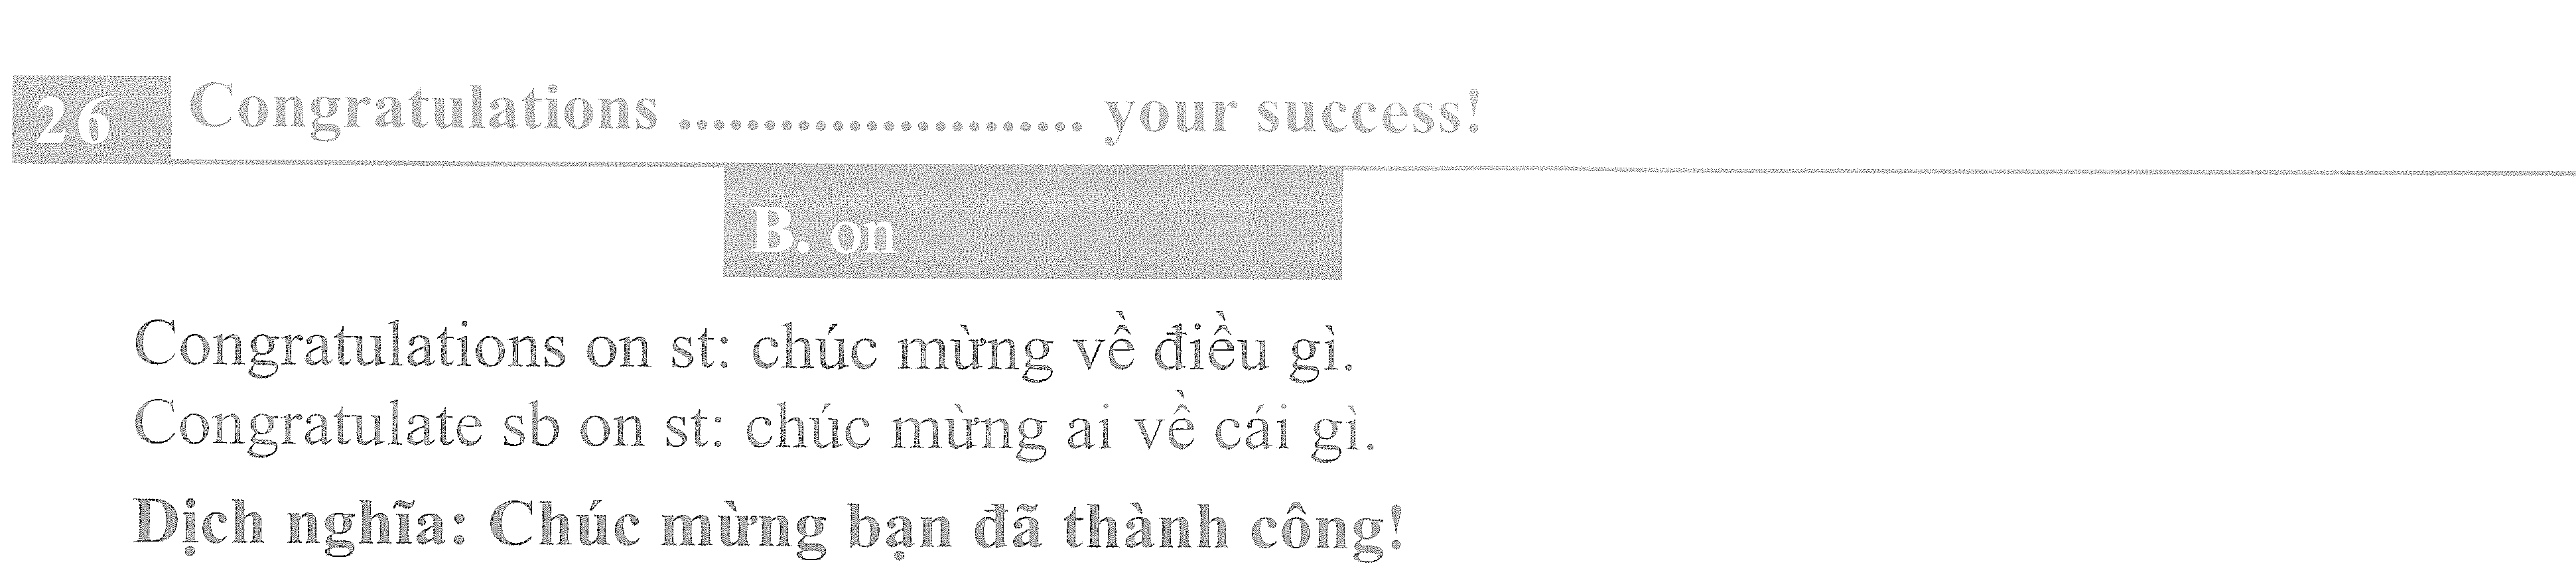 26 Congratulations ........................ your success!
B. on
Congratulations on st: chúc mừng về điều gì.
Congratulate sb on st: chúc mừng ai về cái gì.
Dịch nghĩa: Chúc mừng bạn đã thành công!